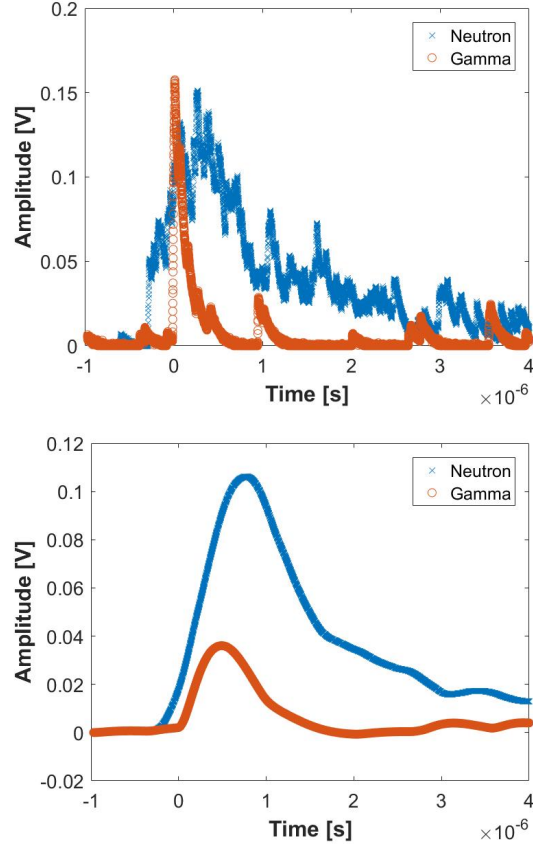 0.2
0.15
0.1
0.05
0
Amplitude [V]
Neutron
Gamma
-1 0 1 2 3 4
Time [s]
×10^-6
0.12
0.1
0.08
0.06
0.04
0.02
0
-0.02
Amplitude [V]
Neutron
Gamma
-1 0 1 2 3 4
Time [s]
×10^-6